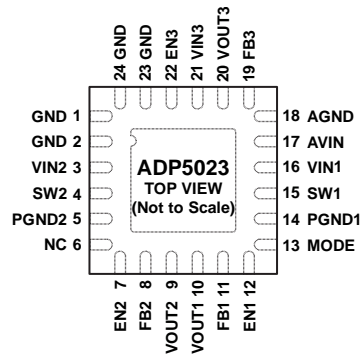 24 GND
23 GND
22 EN3
21 VIN3
20 VOUT3
19 FB3
GND 1
GND 2
VIN2 3
SW2 4
PGND2 5
NC 6
ADP5023
TOP VIEW
(Not to Scale)
18 AGND
17 AVIN
16 VIN1
15 SW1
14 PGND1
13 MODE
EN2 7
FB2 8
VOUT2 9
VOUT1 10
FB1 11
EN1 12